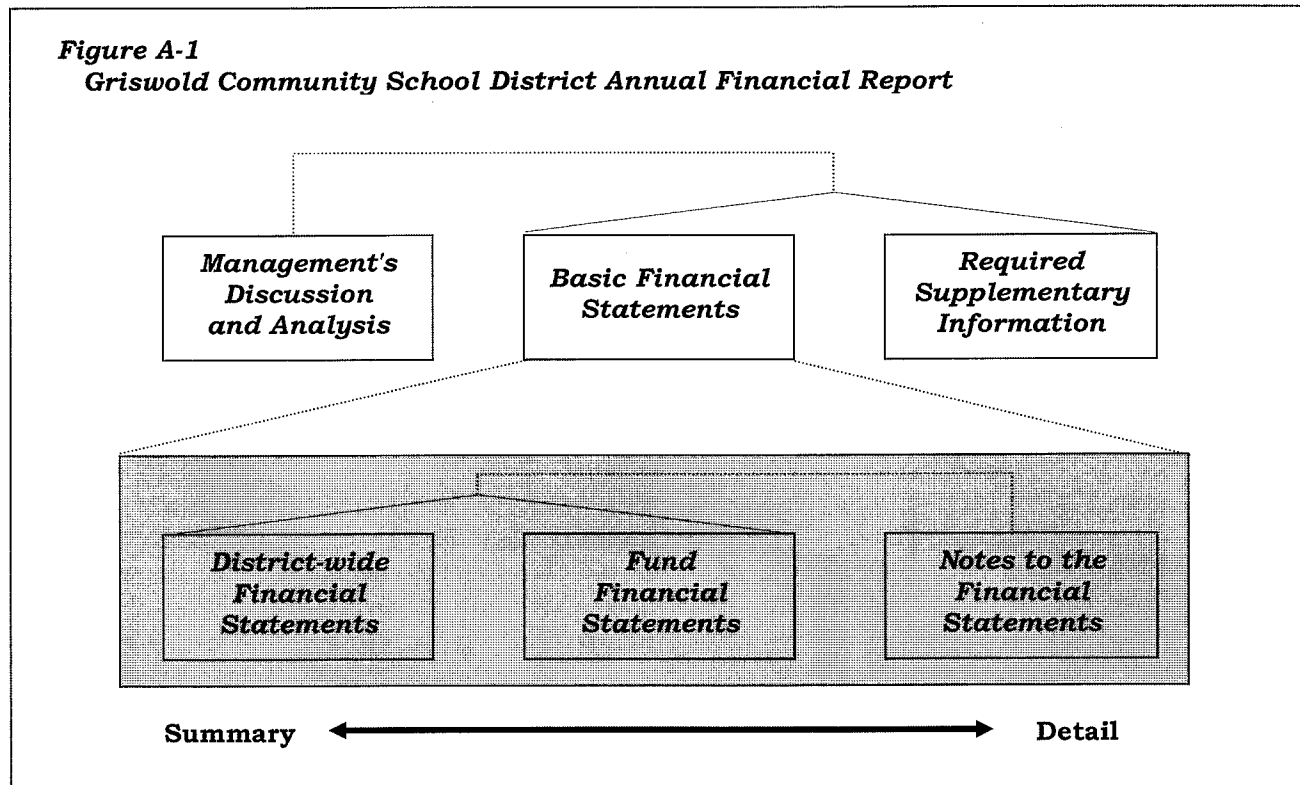 Figure A-1
Griswold Community School District Annual Financial Report
Management's
Discussion
and Analysis
Basic Financial
Statements
Required
Supplementary
Information
District-wide
Financial
Statements
Fund
Financial
Statements
Notes to the
Financial
Statements
Summary
Detail